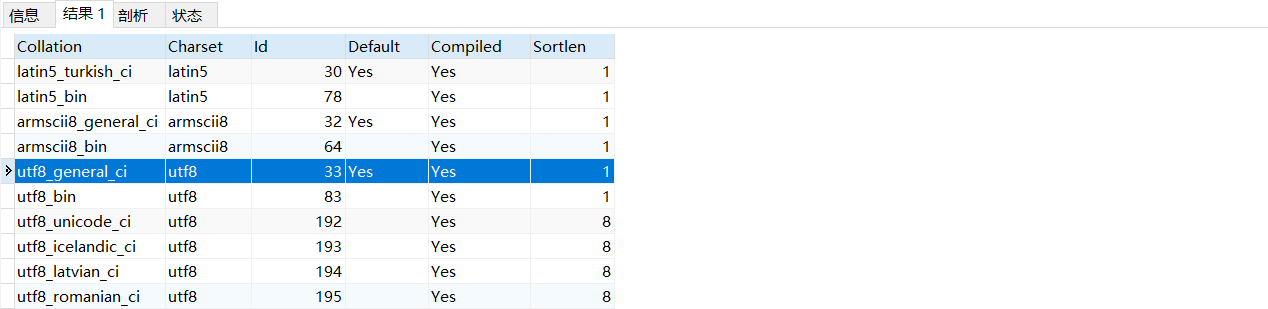 信息 结果 1 剖析 状态
Collation Charset Id Default Compiled Sortlen
latin5_turkish_ci latin5 30 Yes Yes 1
latin5_bin latin5 78 Yes 1
armscii8_general_ci armscii8 32 Yes Yes 1
armscii8_bin armscii8 64 Yes 1
utf8_general_ci utf8 33 Yes Yes 1
utf8_bin utf8 83 Yes 1
utf8_unicode_ci utf8 192 Yes 8
utf8_icelandic_ci utf8 193 Yes 8
utf8_latvian_ci utf8 194 Yes 8
utf8_romanian_ci utf8 195 Yes 8